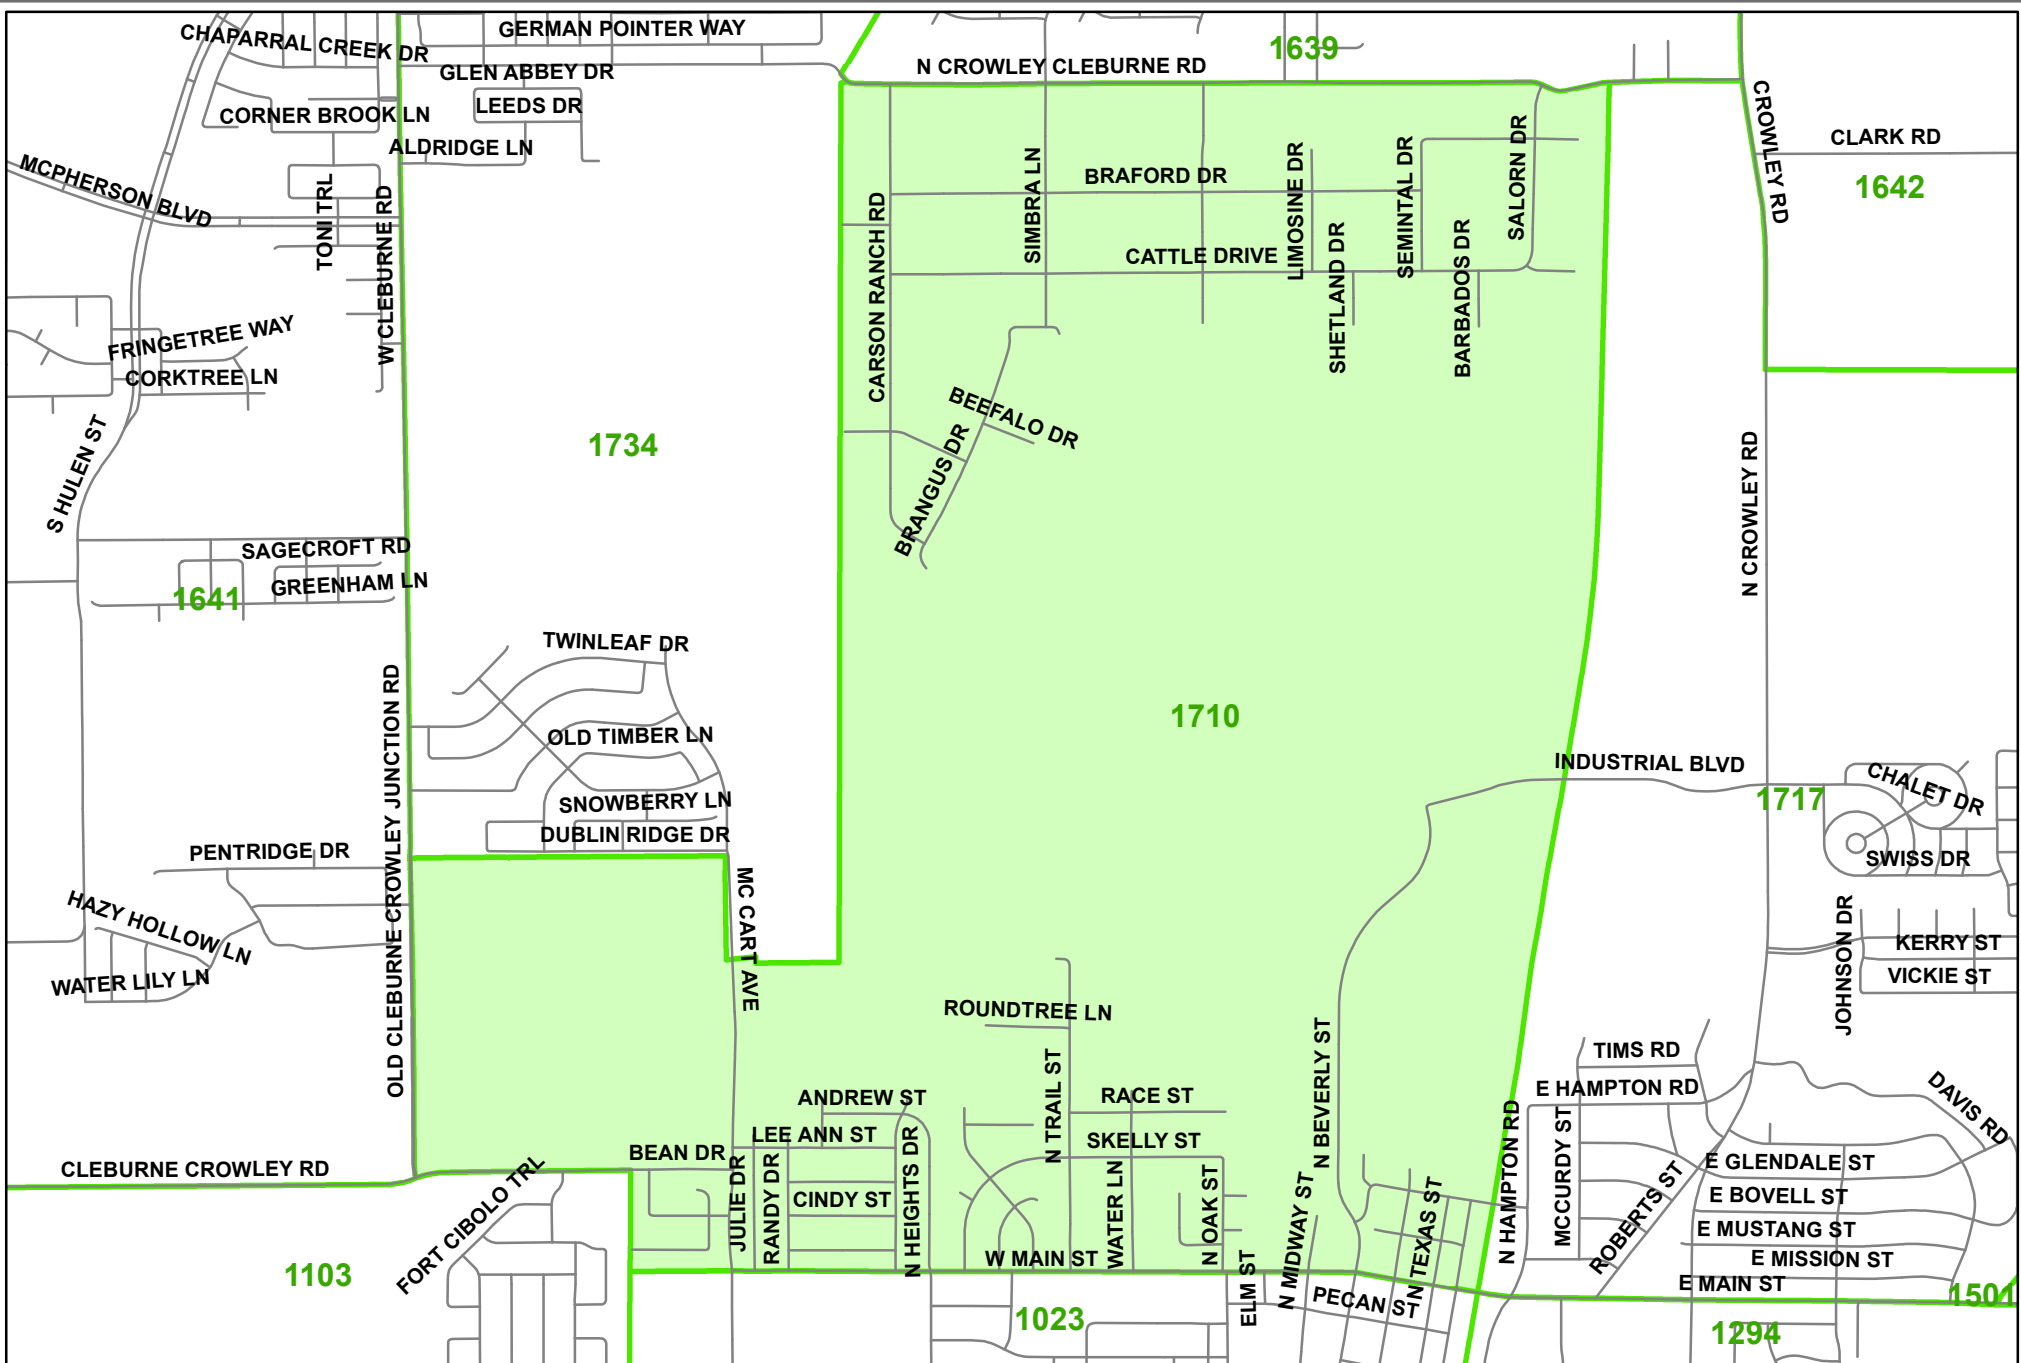 GERMAN POINTER WAY
CHAPARRAL CREEK DR
1639
N CROWLEY CLEBURNE RD
GLEN ABBEY DR
LEEDS DR
CORNER BROOK LN
ALDRIDGE LN
CROWLEY RD
CLARK RD
1642
MCPHERSON BLVD
TONI TRL
W CLEBURNE RD
SIMBRA LN
BRAFORD DR
LIMOSINE DR
SEMINTAL DR
SALORN DR
CARSON RANCH RD
CATTLE DRIVE
SHETLAND DR
BARBADOS DR
FRINGETREE WAY
CORKTREE LN
BEEFALO DR
BRANGUS DR
1734
S HULEN ST
N CROWLEY RD
SAGECROFT RD
GREENHAM LN
1641
TWINLEAF DR
OLD TIMBER LN
SNOWBERRY LN
DUBLIN RIDGE DR
OLD CLEBURNE CROWLEY JUNCTION RD
1710
INDUSTRIAL BLVD
1717
CHALET DR
SWISS DR
PENTRIDGE DR
HAZY HOLLOW LN
WATER LILY LN
MC CART AVE
JOHNSON DR
KERRY ST
VICKIE ST
ROUNDTREE LN
N TRAIL ST
N BEVERLY ST
TIMS RD
E HAMPTON RD
DAVIS RD
ANDREW ST
RACE ST
LEE ANN ST
SKELLY ST
BEAN DR
CLEBURNE CROWLEY RD
FORT CIBOLO TRL
JULIE DR
RANDY DR
CINDY ST
N HEIGHTS DR
WATER LN
N OAK ST
W MAIN ST
ELM ST
N MIDWAY ST
PECAN ST
N TEXAS ST
N HAMPTON RD
MCCURDY ST
ROBERTS ST
E GLENDALE ST
E BOVELL ST
E MUSTANG ST
E MISSION ST
E MAIN ST
1103
1023
1501
1294